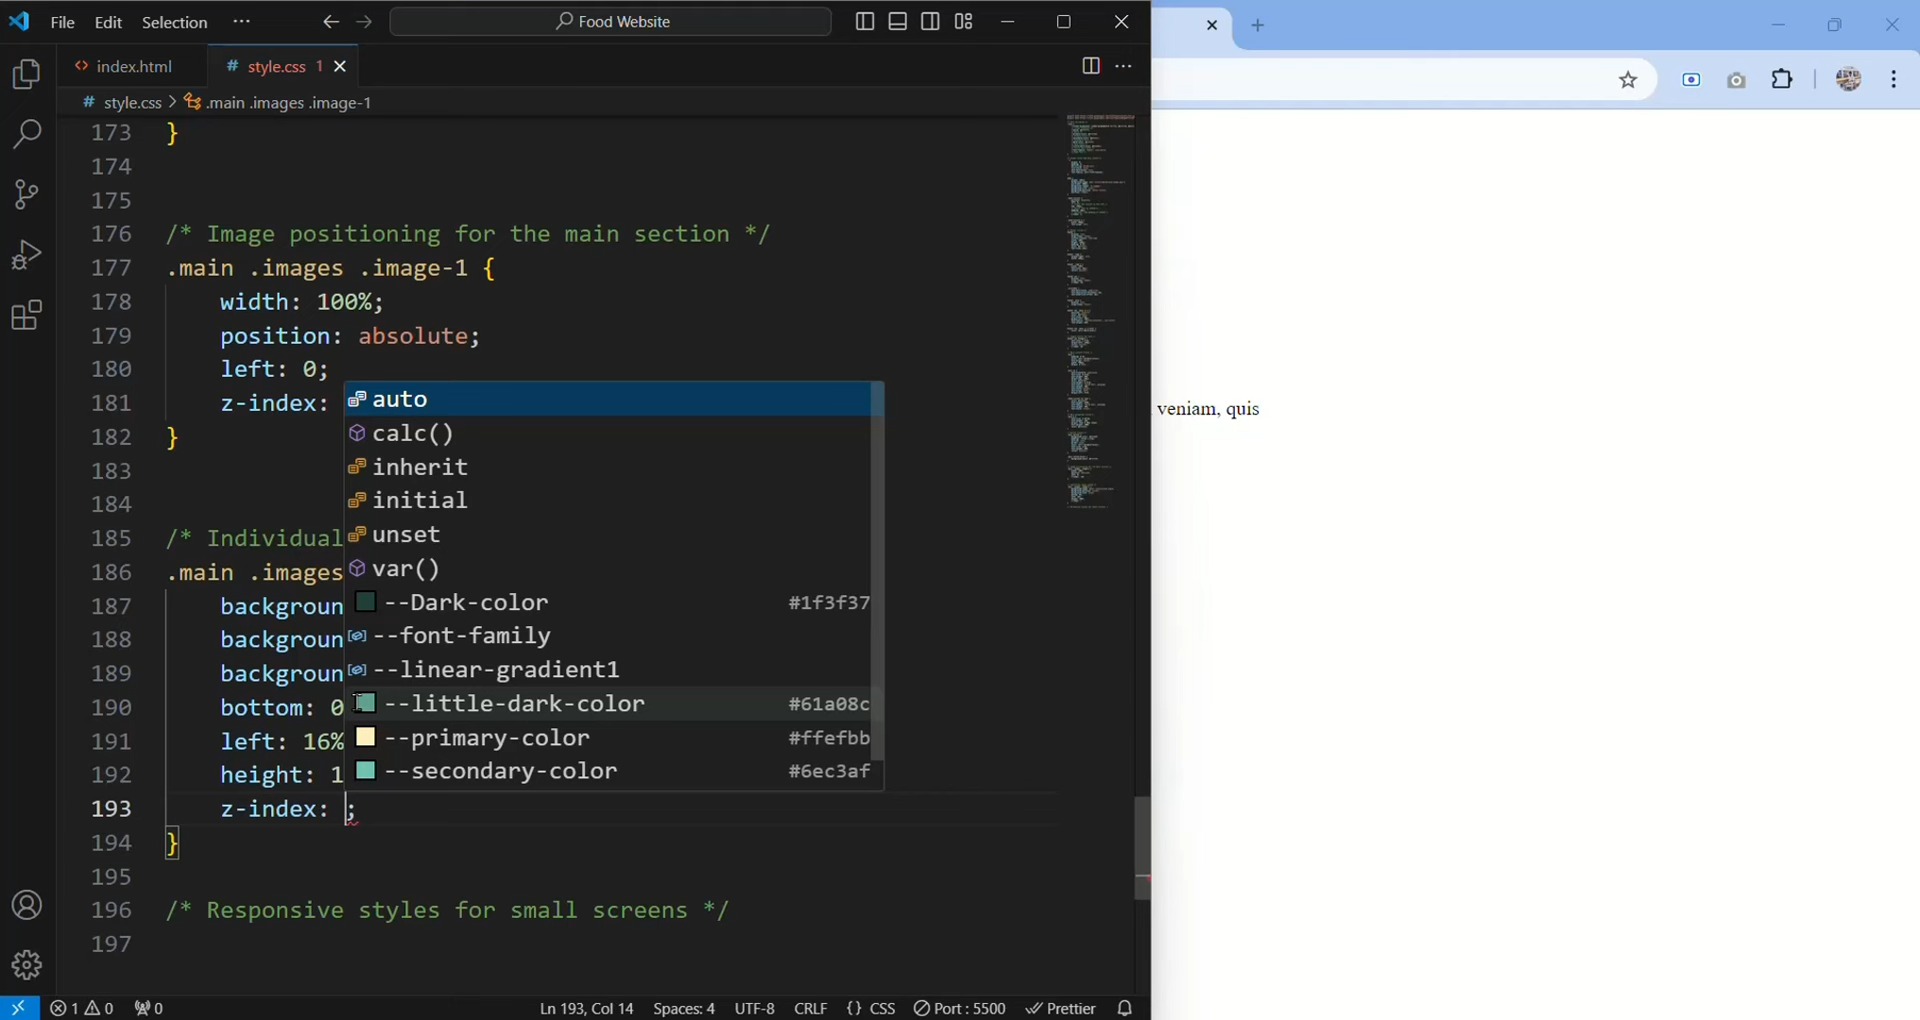 File Edit Selection ··· Food Website
index.html # style.css 1
# style.css > .main .images .image-1
173 }
174
175
176 /* Image positioning for the main section */
177 .main .images .image-1 {
178 width: 100%;
179 position: absolute;
180 left: 0;
181 z-index:
182 }
183
184
185 /* Individual
186 .main .images
187 backgroun
188 backgroun
189 backgroun
190 bottom: 0
191 left: 16%
192 height: 1
193 z-index: ;
194 }
195
196 /* Responsive styles for small screens */
197
auto
calc()
inherit
initial
unset
var()
--Dark-color #1f3f37
--font-family
--linear-gradient1
--little-dark-color #61a08c
--primary-color #ffefbb
--secondary-color #6ec3af
veniam, quis
1 0 0 Ln 193, Col 14 Spaces: 4 UTF-8 CRLF {} CSS Port : 5500 Prettier